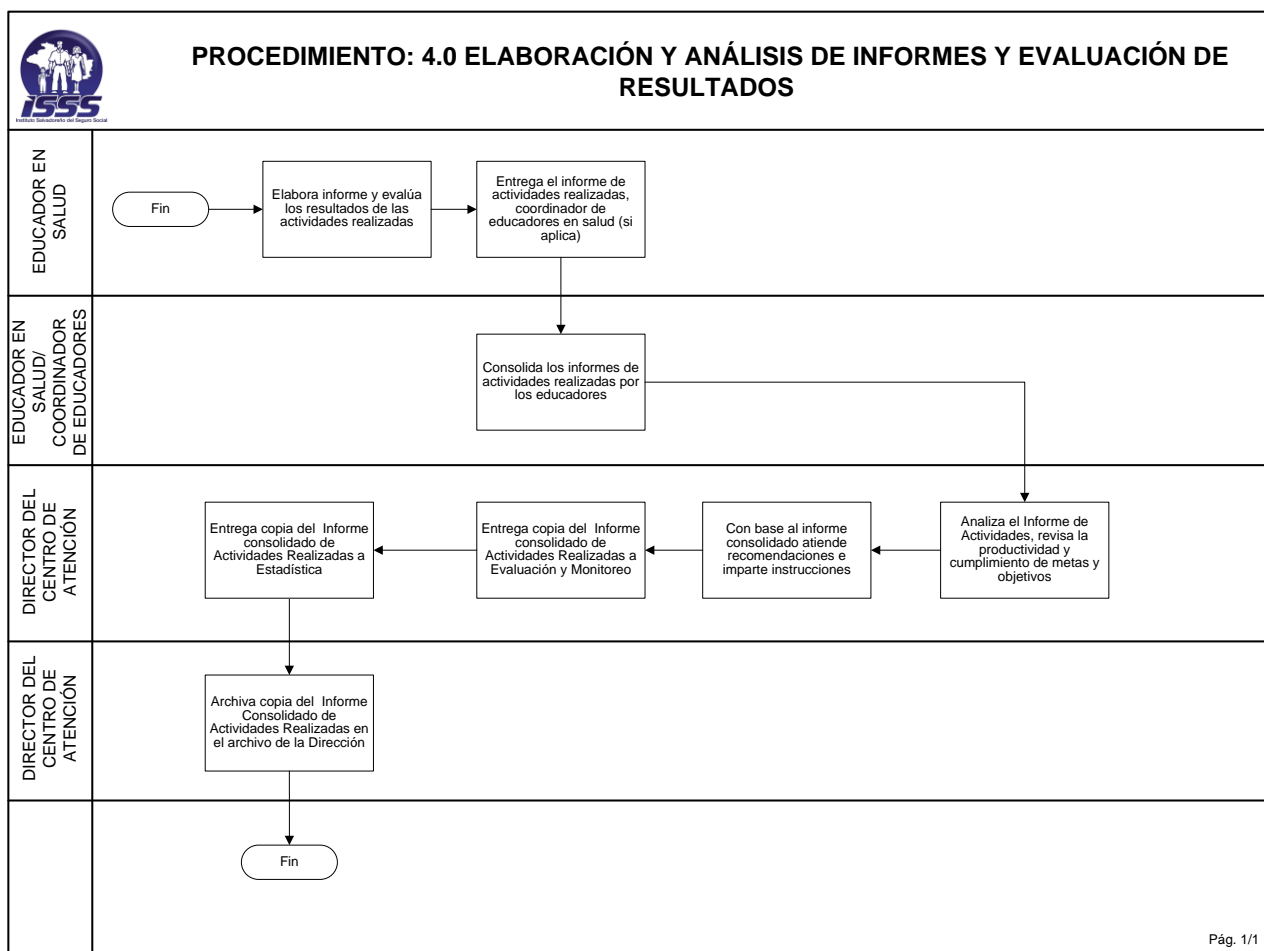 PROCEDIMIENTO: 4.0 ELABORACIÓN Y ANÁLISIS DE INFORMES Y EVALUACIÓN DE
RESULTADOS
ISSS
Instituto Salvadoreño del Seguro Social
EDUCADOR EN
SALUD
Fin
Elabora informe y evalúa
los resultados de las
actividades realizadas
Entrega el informe de
actividades realizadas,
coordinador de
educadores en salud (si
aplica)
EDUCADOR EN
SALUD/
COORDINADOR
DE EDUCADORES
Consolida los informes de
actividades realizadas por
los educadores
DIRECTOR DEL
CENTRO DE
ATENCIÓN
Entrega copia del Informe
consolidado de
Actividades Realizadas a
Estadística
Entrega copia del Informe
consolidado de
Actividades Realizadas a
Evaluación y Monitoreo
Con base al informe
consolidado atiende
recomendaciones e
imparte instrucciones
Analiza el Informe de
Actividades, revisa la
productividad y
cumplimiento de metas y
objetivos
DIRECTOR DEL
CENTRO DE
ATENCIÓN
Archiva copia del Informe
Consolidado de
Actividades Realizadas en
el archivo de la Dirección
Fin
Pág. 1/1